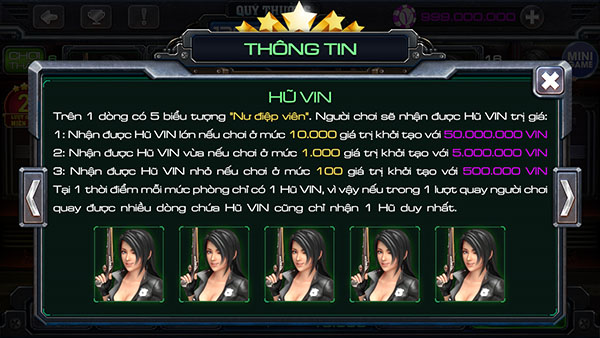 QUỸ THƯỞNG
999.000.000
THÔNG TIN
MINI
GAME
HŨ VIN
Trên 1 dòng có 5 biểu tượng "Nư điệp viên". Người chơi sẽ nhận được Hũ VIN trị giá:
1: Nhận được Hũ VIN lớn nếu chơi ở mức 10.000 giá trị khởi tạo với 50.000.000 VIN
2: Nhận được Hũ VIN vừa nếu chơi ở mức 1.000 giá trị khởi tạo với 5.000.000 VIN
3: Nhận được Hũ VIN nhỏ nếu chơi ở mức 100 giá trị khởi tạo với 500.000 VIN
Tại 1 thời điểm mỗi mức phòng chỉ có 1 Hũ VIN, vì vậy nếu trong 1 lượt quay người chơi
quay được nhiều dòng chứa Hũ VIN cũng chỉ nhận 1 Hũ duy nhất.